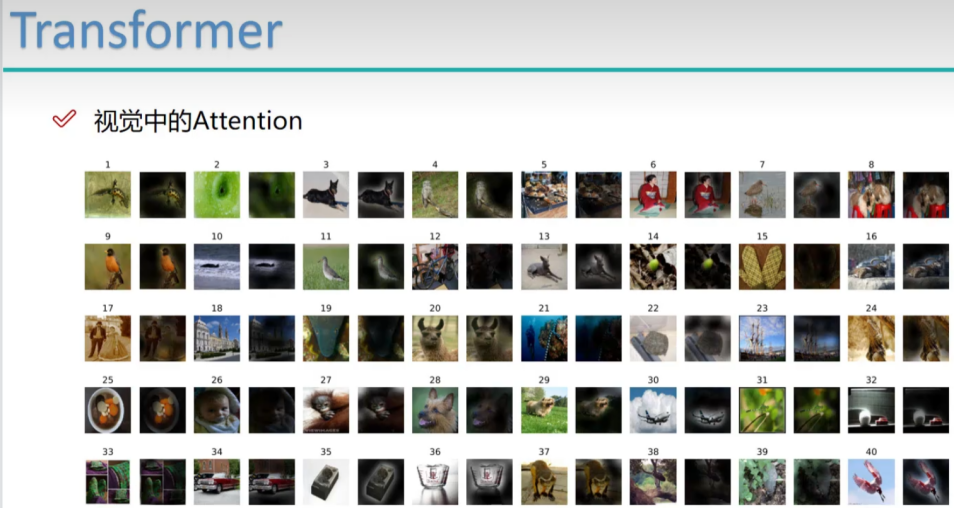 Transformer
视觉中的Attention
1 2 3 4 5 6 7 8
9 10 11 12 13 14 15 16
17 18 19 20 21 22 23 24
25 26 27 28 29 30 31 32
33 34 35 36 37 38 39 40